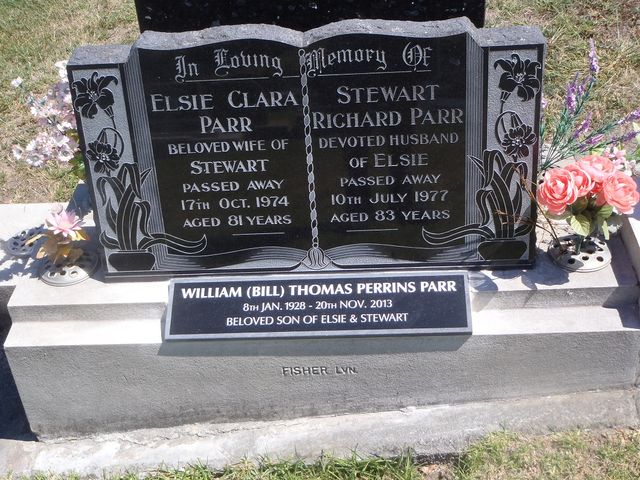 In Loving Memory Of
ELSIE CLARA
PARR
BELOVED WIFE OF
STEWART
PASSED AWAY
17TH OCT. 1974
AGED 81 YEARS
STEWART
RICHARD PARR
DEVOTED HUSBAND
OF ELSIE
PASSED AWAY
10TH JULY 1977
AGED 83 YEARS
WILLIAM (BILL) THOMAS PERRINS PARR
8TH JAN. 1928 - 20TH NOV. 2013
BELOVED SON OF ELSIE & STEWART
FISHER LVN.